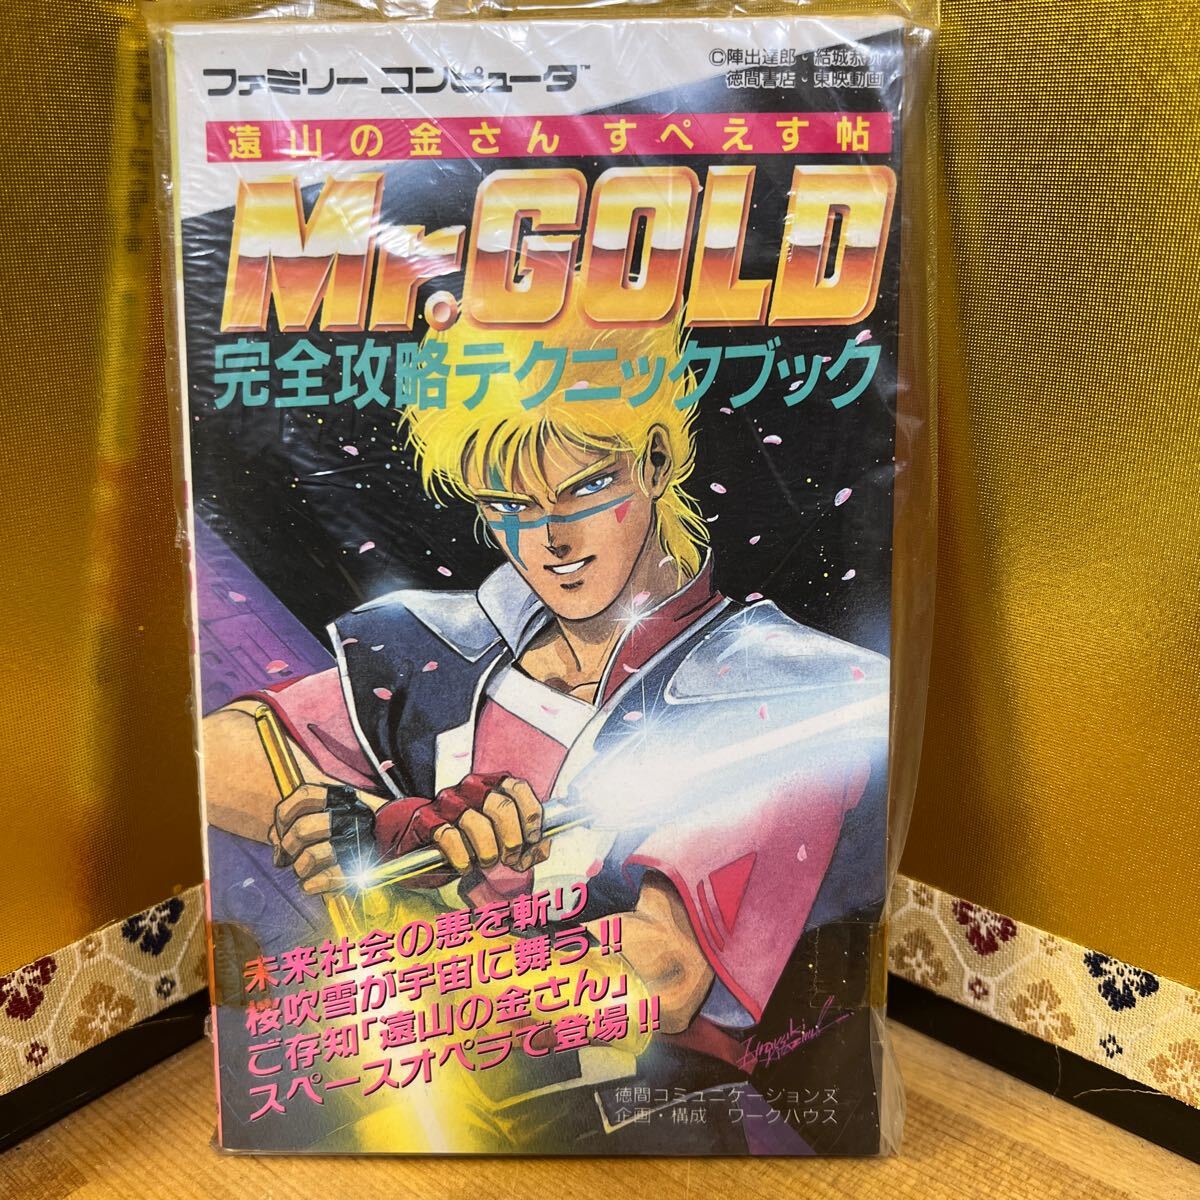 ファミリー コンピュータ™
©陣出達郎・結城恭介
徳間書店・東映動画
遠山の金さん すぺえす帖
Mr.GOLD
完全攻略テクニックブック
未来社会の悪を斬り
桜吹雪が宇宙に舞う!!
ご存知「遠山の金さん」
スペースオペラで登場!!
徳間コミュニケーションズ
企画・構成 ワークハウス